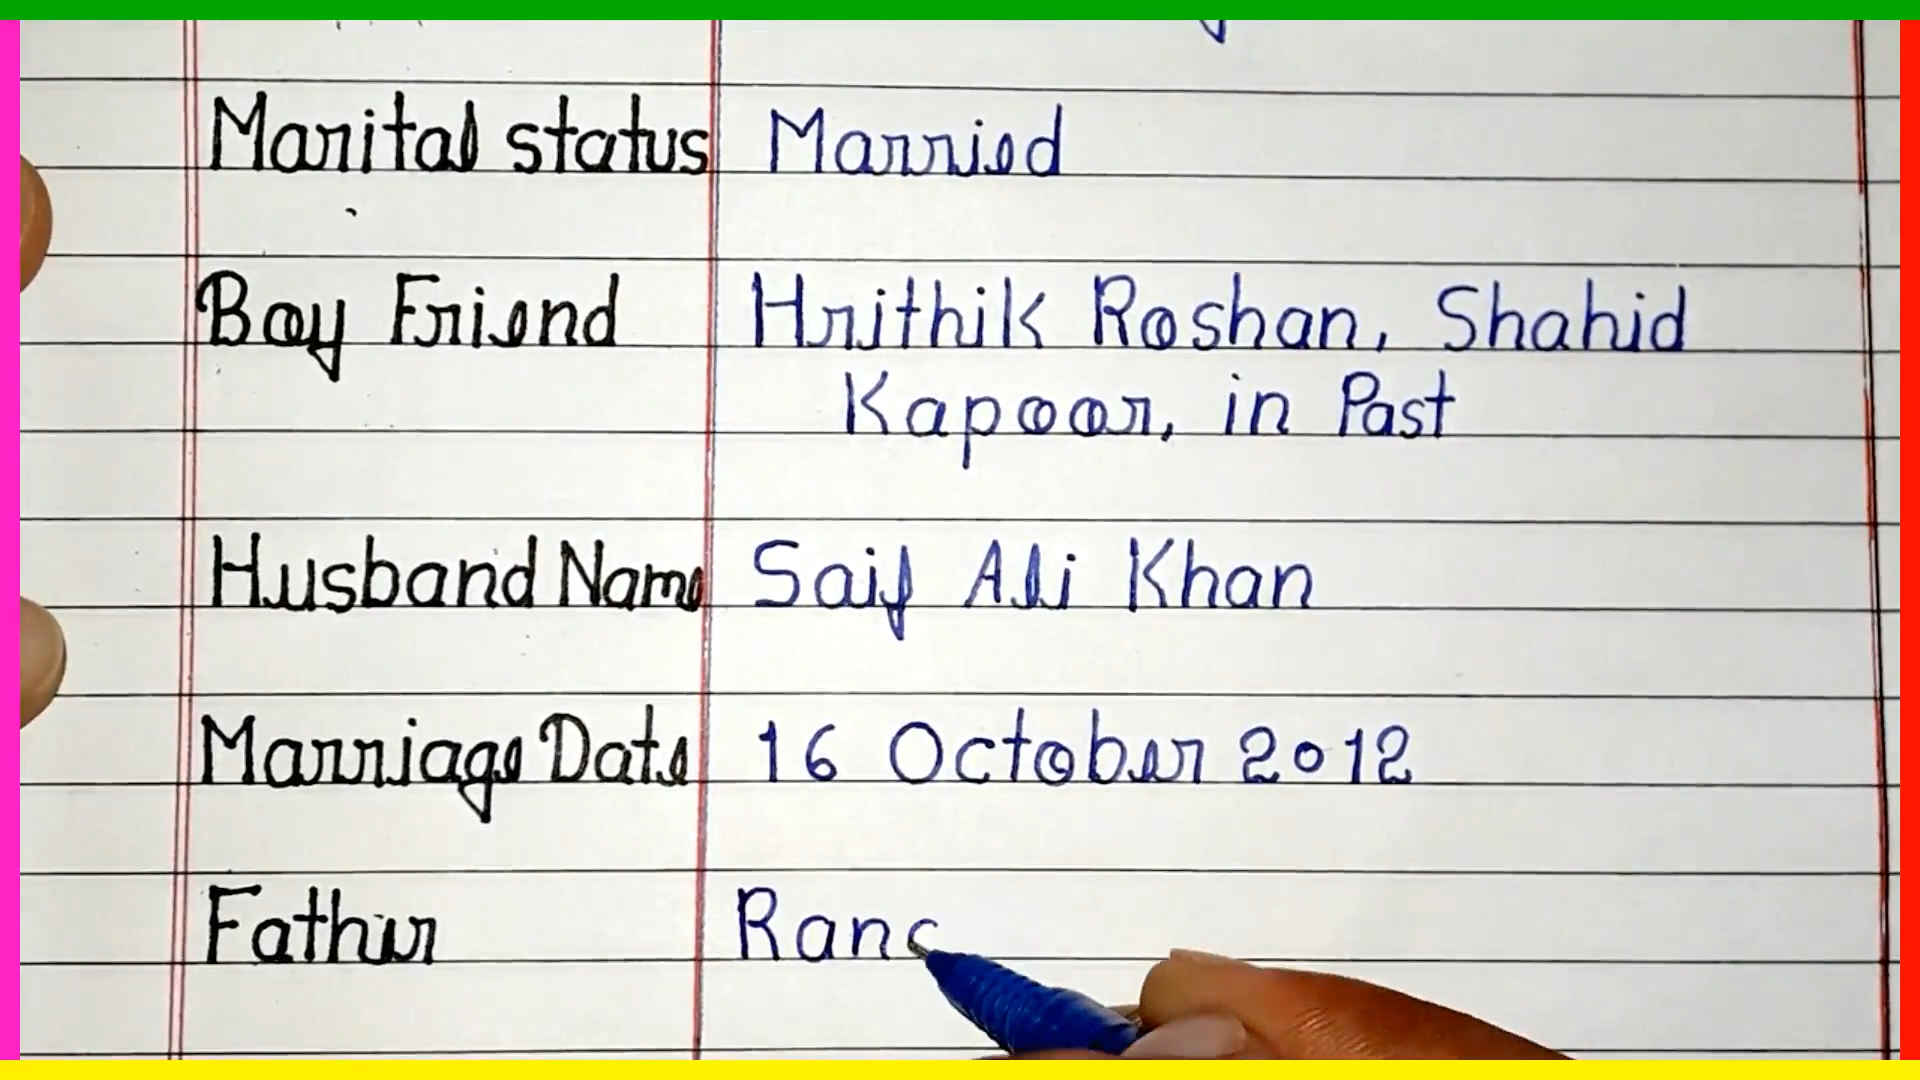 Marital status Married
Boy Friend Hrithik Roshan, Shahid
Kapoor, in Past
Husband Name Saif Ali Khan
Marriage Date 16 October 2012
Father Ran